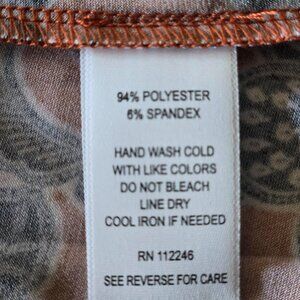 94% POLYESTER
6% SPANDEX
HAND WASH COLD
WITH LIKE COLORS
DO NOT BLEACH
LINE DRY
COOL IRON IF NEEDED
RN 112246
SEE REVERSE FOR CARE